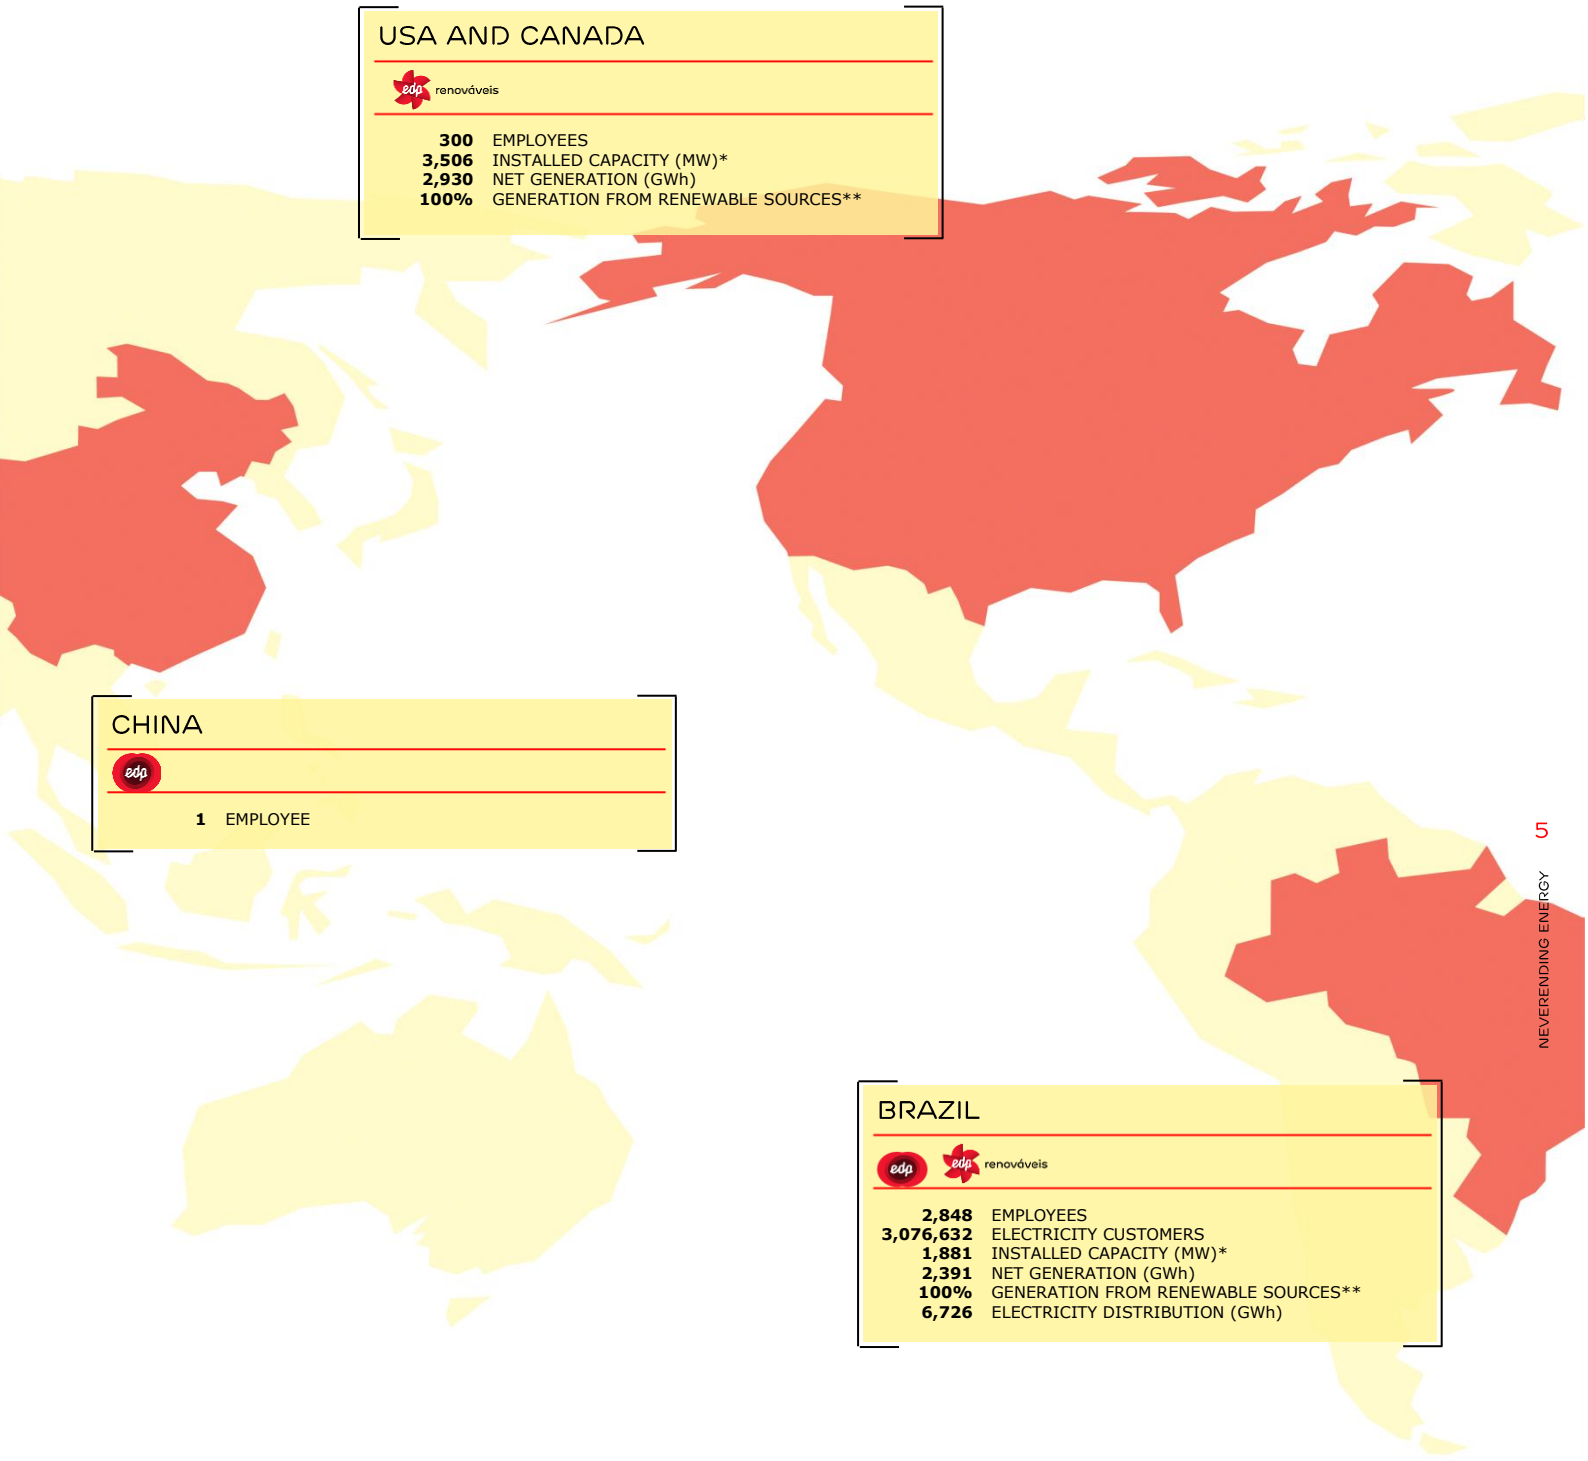 USA AND CANADA
edp renováveis
300 EMPLOYEES
3,506 INSTALLED CAPACITY (MW)*
2,930 NET GENERATION (GWh)
100% GENERATION FROM RENEWABLE SOURCES**
CHINA
edp
1 EMPLOYEE
5
NEVERENDING ENERGY
BRAZIL
edp edp renováveis
2,848 EMPLOYEES
3,076,632 ELECTRICITY CUSTOMERS
1,881 INSTALLED CAPACITY (MW)*
2,391 NET GENERATION (GWh)
100% GENERATION FROM RENEWABLE SOURCES**
6,726 ELECTRICITY DISTRIBUTION (GWh)